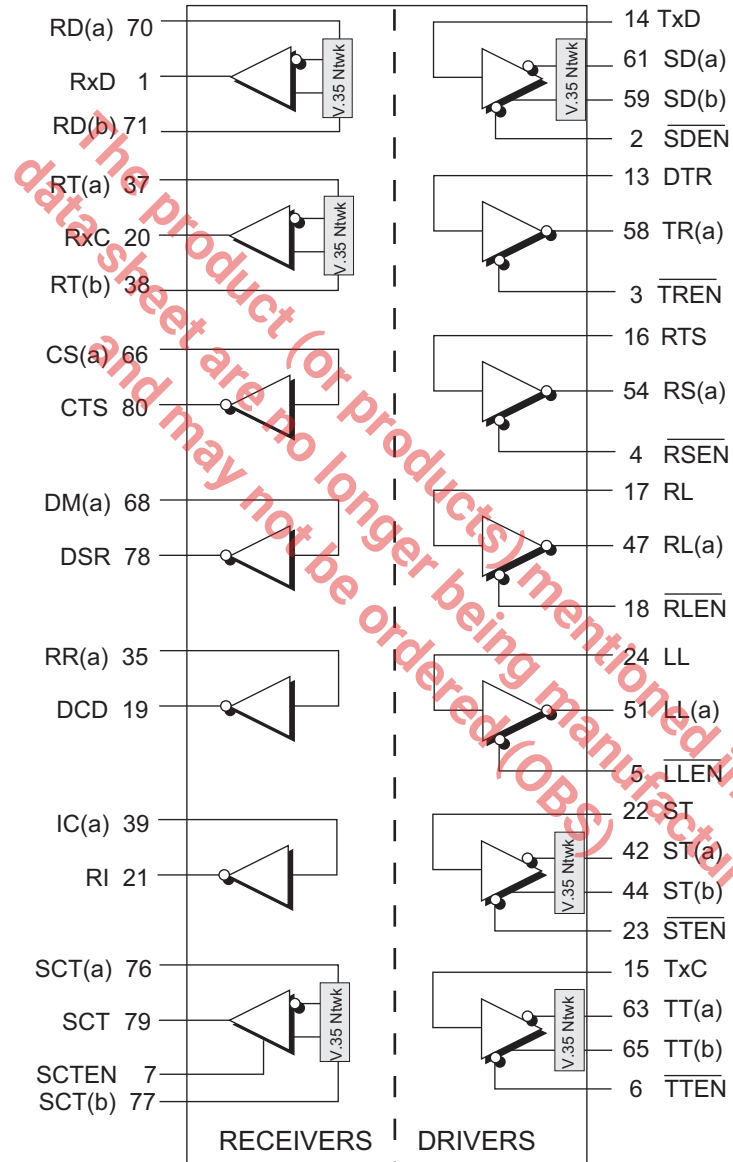 RD(a) 70
RxD 1
RD(b) 71
V.35 Ntwk
RT(a) 37
RxC 20
RT(b) 38
V.35 Ntwk
CS(a) 66
CTS 80
DM(a) 68
DSR 78
RR(a) 35
DCD 19
IC(a) 39
RI 21
SCT(a) 76
SCT 79
SCTEN 7
SCT(b) 77
V.35 Ntwk
RECEIVERS
14 TxD
61 SD(a)
59 SD(b)
2 SDEN
V.35 Ntwk
13 DTR
58 TR(a)
3 TREN
16 RTS
54 RS(a)
4 RSEN
17 RL
47 RL(a)
18 RLEN
24 LL
51 LL(a)
5 LLEN
22 ST
42 ST(a)
44 ST(b)
23 STEN
V.35 Ntwk
15 TxC
63 TT(a)
65 TT(b)
6 TTEN
V.35 Ntwk
DRIVERS
The product (or products) mentioned in
data sheet are no longer being manufactur
and may not be ordered (OBS)